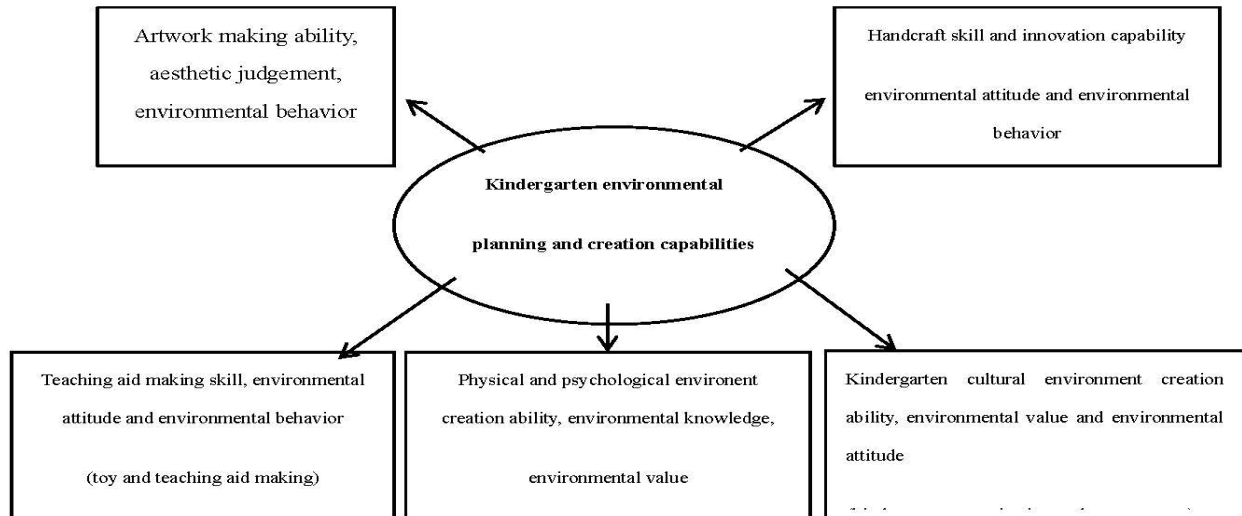 Artwork making ability,
aesthetic judgement,
environmental behavior
Handcraft skill and innovation capability
environmental attitude and environmental
behavior
Kindergarten environmental
planning and creation capabilities
Teaching aid making skill, environmental
attitude and environmental behavior
(toy and teaching aid making)
Physical and psychological environent
creation ability, environmental knowledge,
environmental value
Kindergarten cultural environment creation
ability, environmental value and environmental
attitude